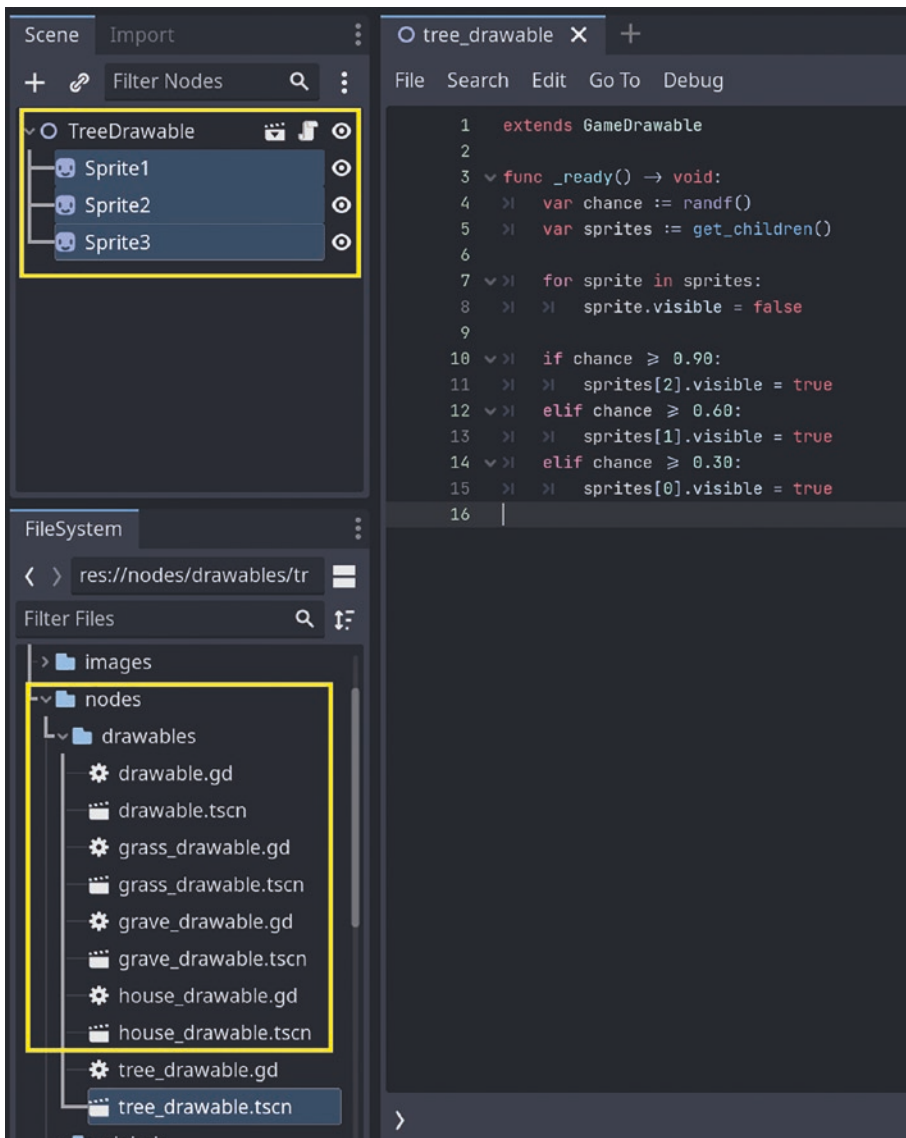 Scene Import
Filter Nodes
TreeDrawable
Sprite1
Sprite2
Sprite3
FileSystem
res://nodes/drawables/tr
Filter Files
images
nodes
drawables
drawable.gd
drawable.tscn
grass_drawable.gd
grass_drawable.tscn
grave_drawable.gd
grave_drawable.tscn
house_drawable.gd
house_drawable.tscn
tree_drawable.gd
tree_drawable.tscn
tree_drawable
File Search Edit Go To Debug
1 extends GameDrawable
2
3 func _ready() -> void:
4 var chance := randf()
5 var sprites := get_children()
6
7 for sprite in sprites:
8 sprite.visible = false
9
10 if chance >= 0.90:
11 sprites[2].visible = true
12 elif chance >= 0.60:
13 sprites[1].visible = true
14 elif chance >= 0.30:
15 sprites[0].visible = true
16